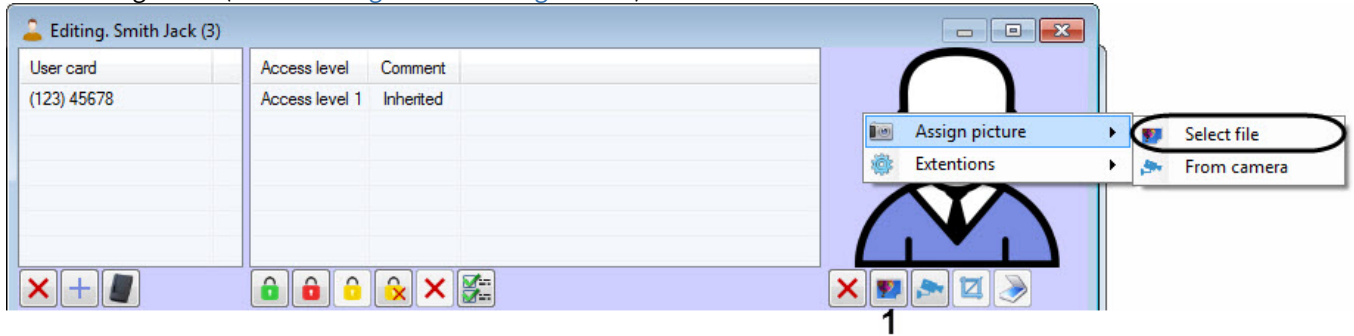 Editing. Smith Jack (3)
User card
Access level Comment
(123) 45678
Access level 1 Inherited
Assign picture
Select file
Extentions
From camera
1